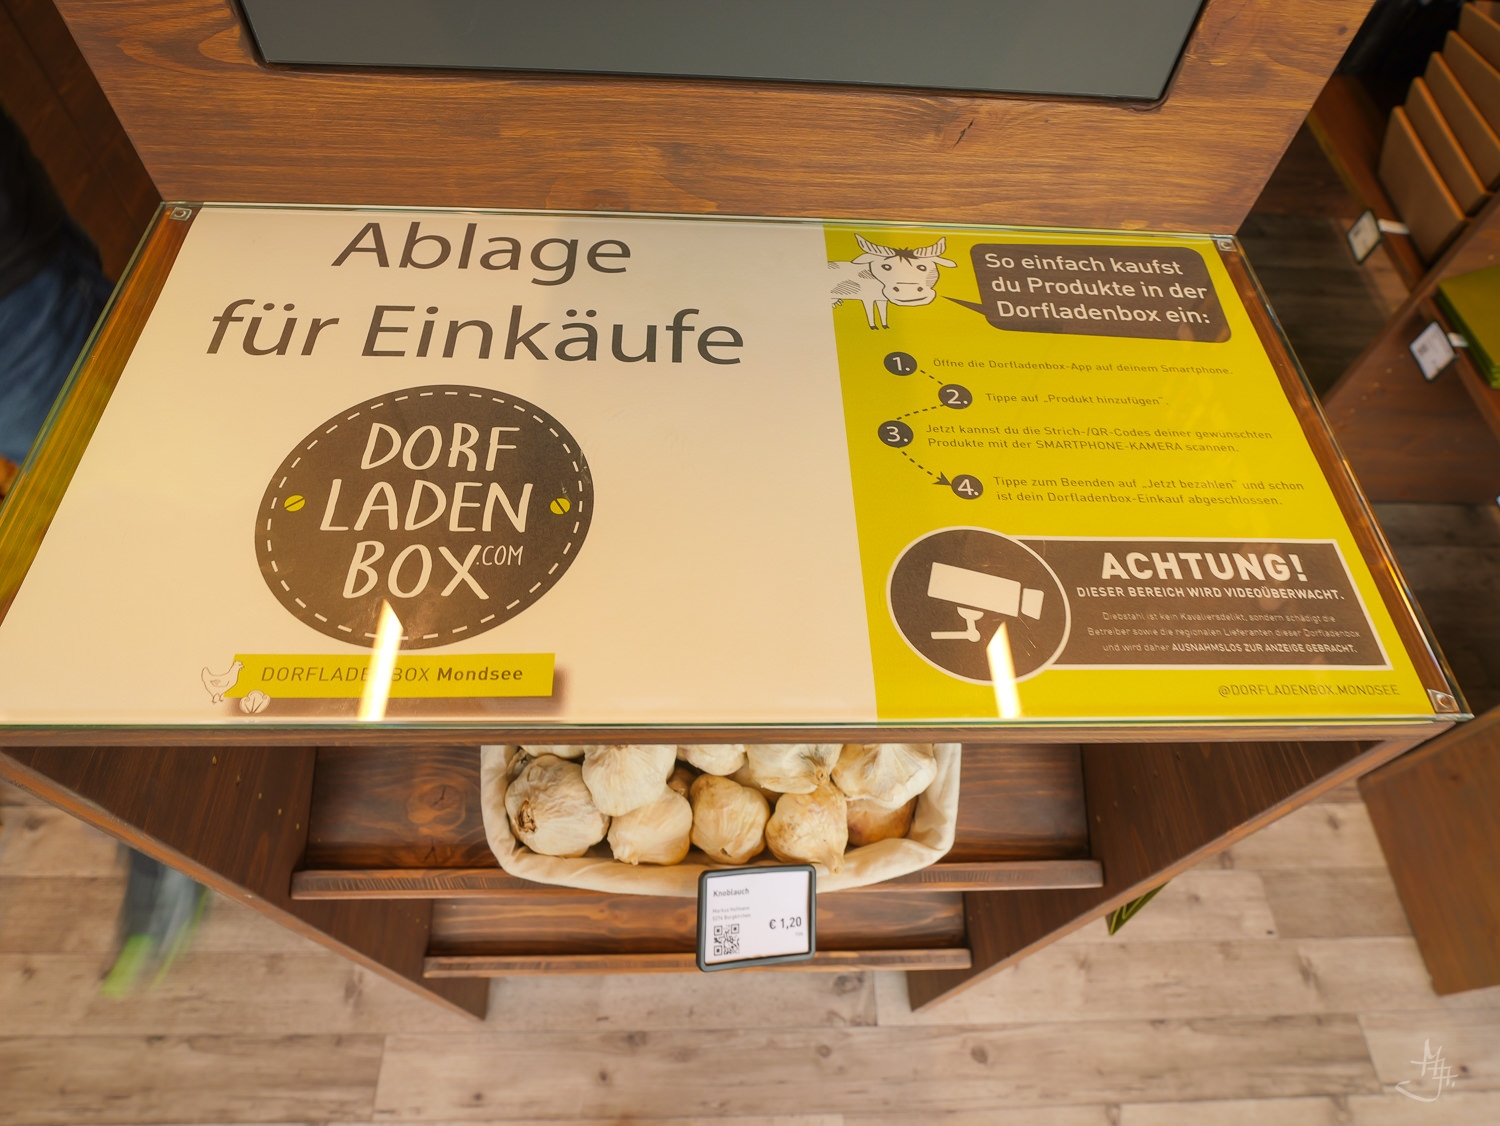 Ablage
für Einkäufe
DORF
LADEN
BOX.COM
DORFLADENBOX Mondsee
So einfach kaufst
du Produkte in der
Dorfladenbox ein:
1. Öffne die Dorfladenbox-App auf deinem Smartphone.
2. Tippe auf „Produkt hinzufügen“.
3. Jetzt kannst du die Strich-/QR-Codes deiner gewünschten
Produkte mit der SMARTPHONE-KAMERA scannen.
4. Tippe zum Beenden auf „Jetzt bezahlen“ und schon
ist dein Dorfladenbox-Einkauf abgeschlossen.
ACHTUNG!
DIESER BEREICH WIRD VIDEOÜBERWACHT.
Diebstahl ist kein Kavaliersdelikt, sondern schädigt die
Betreiber sowie die regionalen Lieferanten dieser Dorfladenbox
und wird daher AUSNAHMSLOS ZUR ANZEIGE GEBRACHT.
@DORFLADENBOX.MONDSEE
Knoblauch
€ 1,20